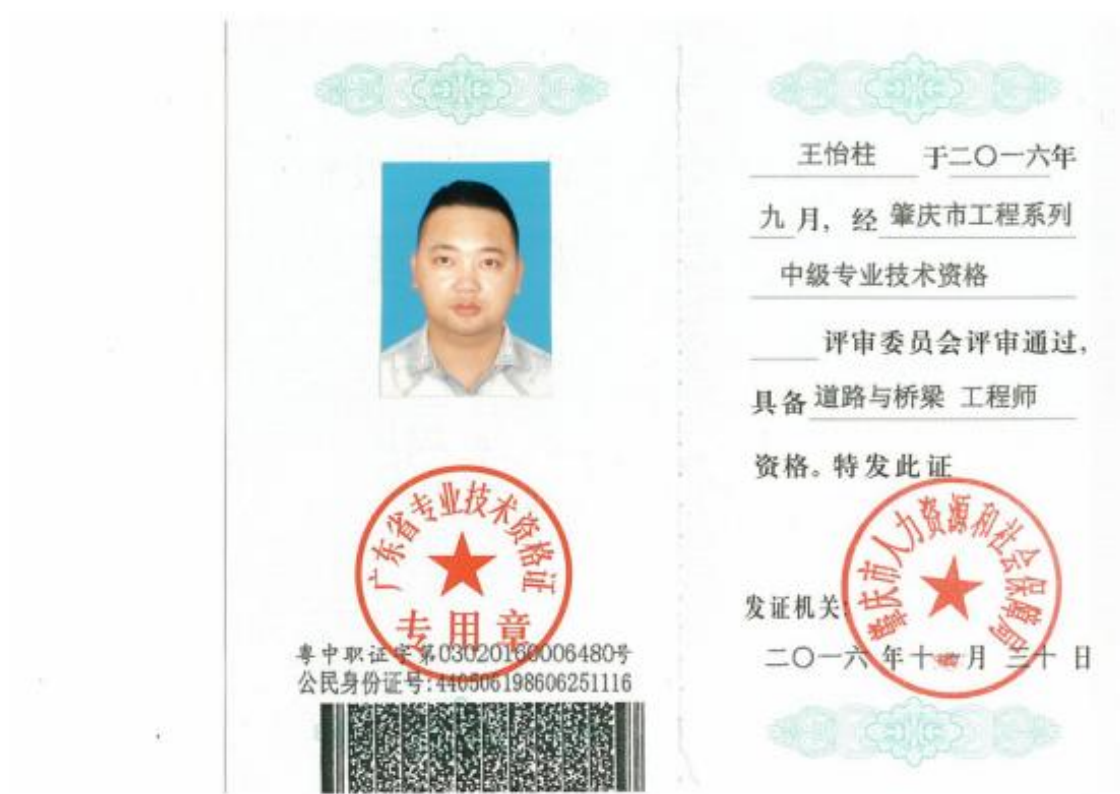 广东省专业技术资格证
专用章
粤中职证字第0302016006480号
公民身份证号:440506198606251116
王怡柱 于二〇一六年
九月，经 肇庆市工程系列
中级专业技术资格
评审委员会评审通过，
具备 道路与桥梁 工程师
资格。特发此证
肇庆市人力资源和社会保障局
发证机关:
二〇一六 年十 月 三十 日